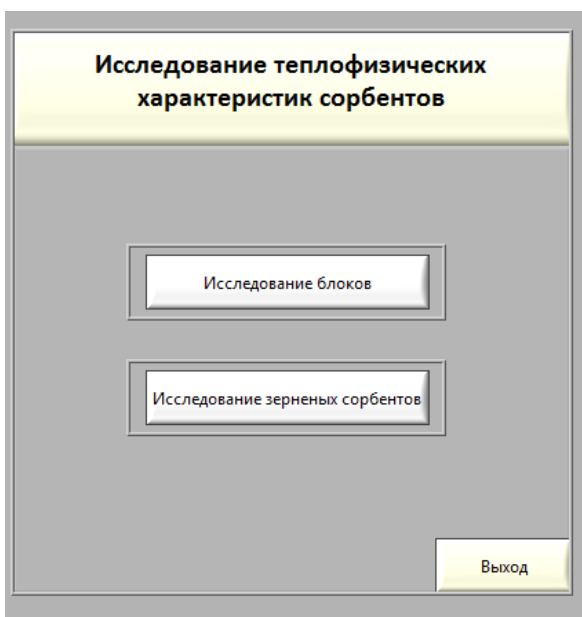 Исследование теплофизических
характеристик сорбентов
Исследование блоков
Исследование зерненых сорбентов
Выход